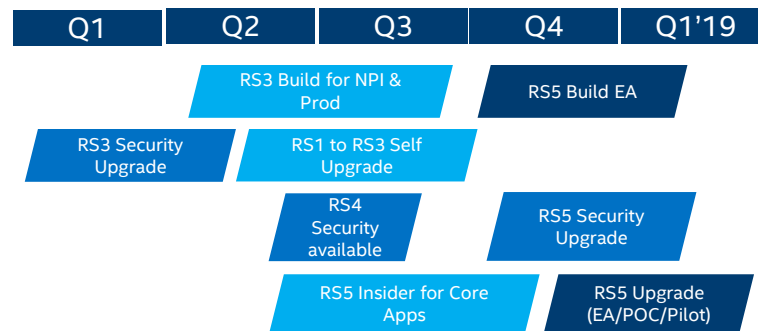 Q1
Q2
Q3
Q4
Q1'19
RS3 Build for NPI &
Prod
RS5 Build EA
RS3 Security
Upgrade
RS1 to RS3 Self
Upgrade
RS4
Security
available
RS5 Security
Upgrade
RS5 Insider for Core
Apps
RS5 Upgrade
(EA/POC/Pilot)